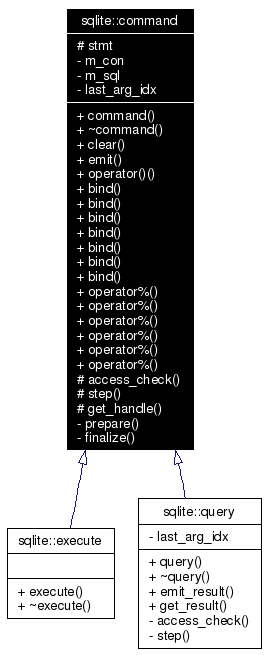 sqlite::command
# stmt
- m_con
- m_sql
- last_arg_idx
+ command()
+ ~command()
+ clear()
+ emit()
+ operator()()
+ bind()
+ bind()
+ bind()
+ bind()
+ bind()
+ bind()
+ bind()
+ operator%()
+ operator%()
+ operator%()
+ operator%()
+ operator%()
+ operator%()
# access_check()
# step()
# get_handle()
- prepare()
- finalize()
sqlite::execute
+ execute()
+ ~execute()
sqlite::query
- last_arg_idx
+ query()
+ ~query()
+ emit_result()
+ get_result()
- access_check()
- step()